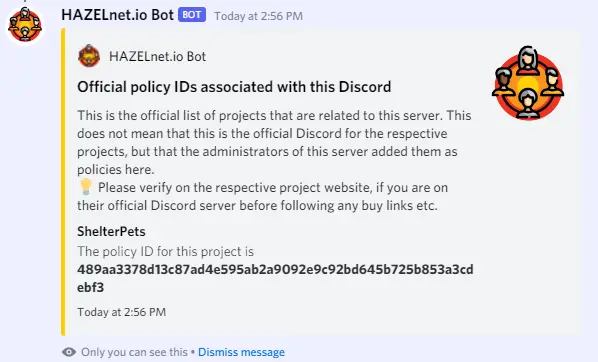 HAZELnet.io Bot BOT Today at 2:56 PM
HAZELnet.io Bot
Official policy IDs associated with this Discord
This is the official list of projects that are related to this server. This
does not mean that this is the official Discord for the respective
projects, but that the administrators of this server added them as
policies here.
💡 Please verify on the respective project website, if you are on
their official Discord server before following any buy links etc.
ShelterPets
The policy ID for this project is
489aa3378d13c87ad4e595ab2a9092e9c92bd645b725b853a3cd
ebf3
Today at 2:56 PM
Only you can see this • Dismiss message